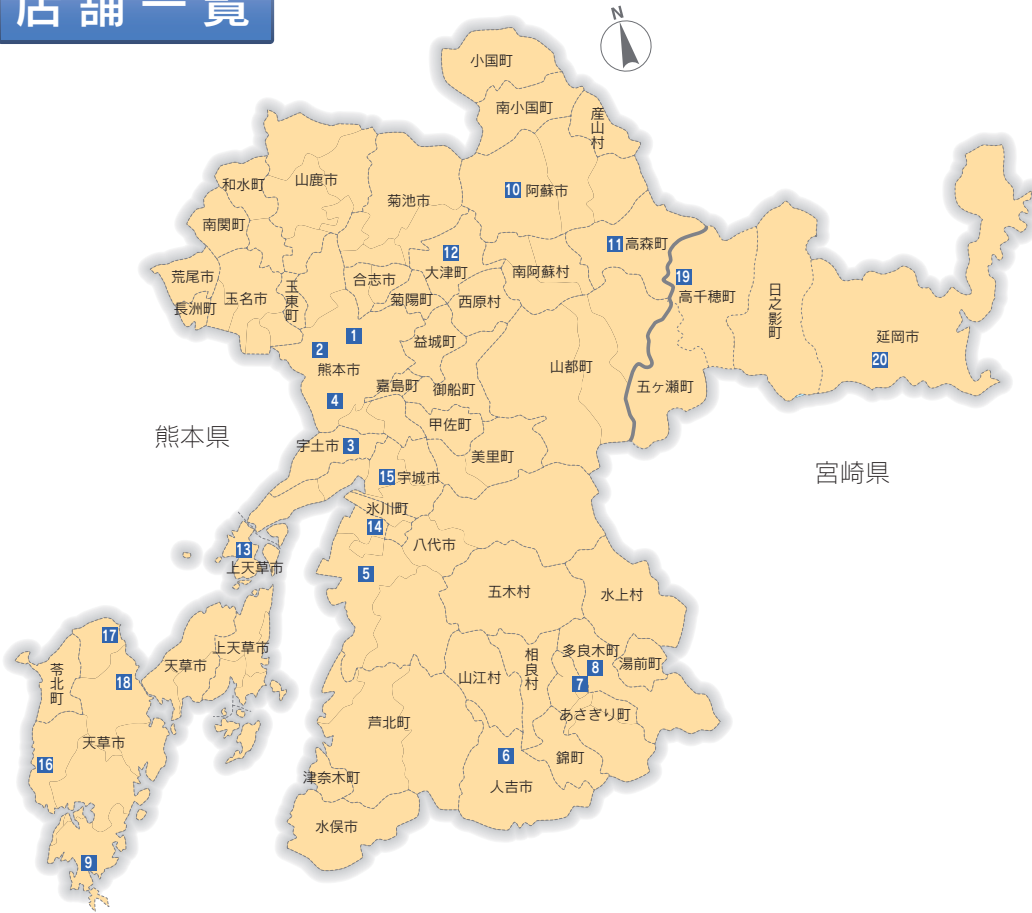 店舗一覧
N
小国町
南小国町
産山村
和水町
山鹿市
菊池市
10 阿蘇市
南関町
11 高森町
荒尾市
玉名市
玉東町
合志市
12
大津町
南阿蘇村
19
高千穂町
日之影町
長洲町
菊陽町
西原村
1
2
熊本市
益城町
延岡市
20
山都町
4
嘉島町
御船町
五ヶ瀬町
甲佐町
熊本県
宇土市 3
美里町
宮崎県
15 宇城市
氷川町
14
八代市
13
上天草市
5
五木村
水上村
17
上天草市
天草市
苓北町
18
相良村
多良木町
8
湯前町
山江村
7
芦北町
あさぎり町
天草市
16
6
錦町
人吉市
津奈木町
水俣市
9